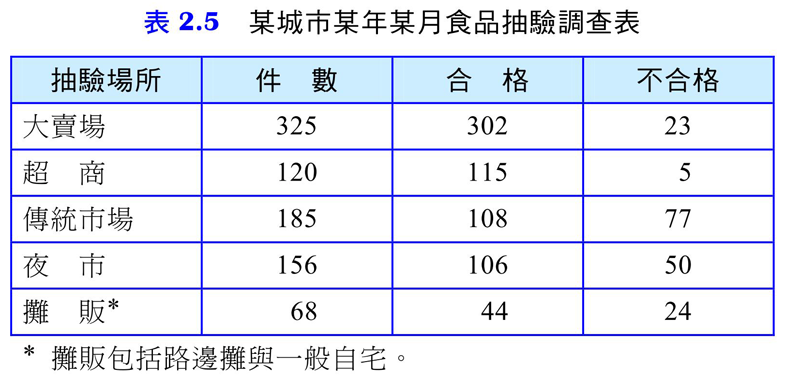 表 2.5 某城市某年某月食品抽驗調查表
抽驗場所 件 數 合 格 不合格
大賣場 325 302 23
超 商 120 115 5
傳統市場 185 108 77
夜 市 156 106 50
攤 販* 68 44 24
* 攤販包括路邊攤與一般自宅。